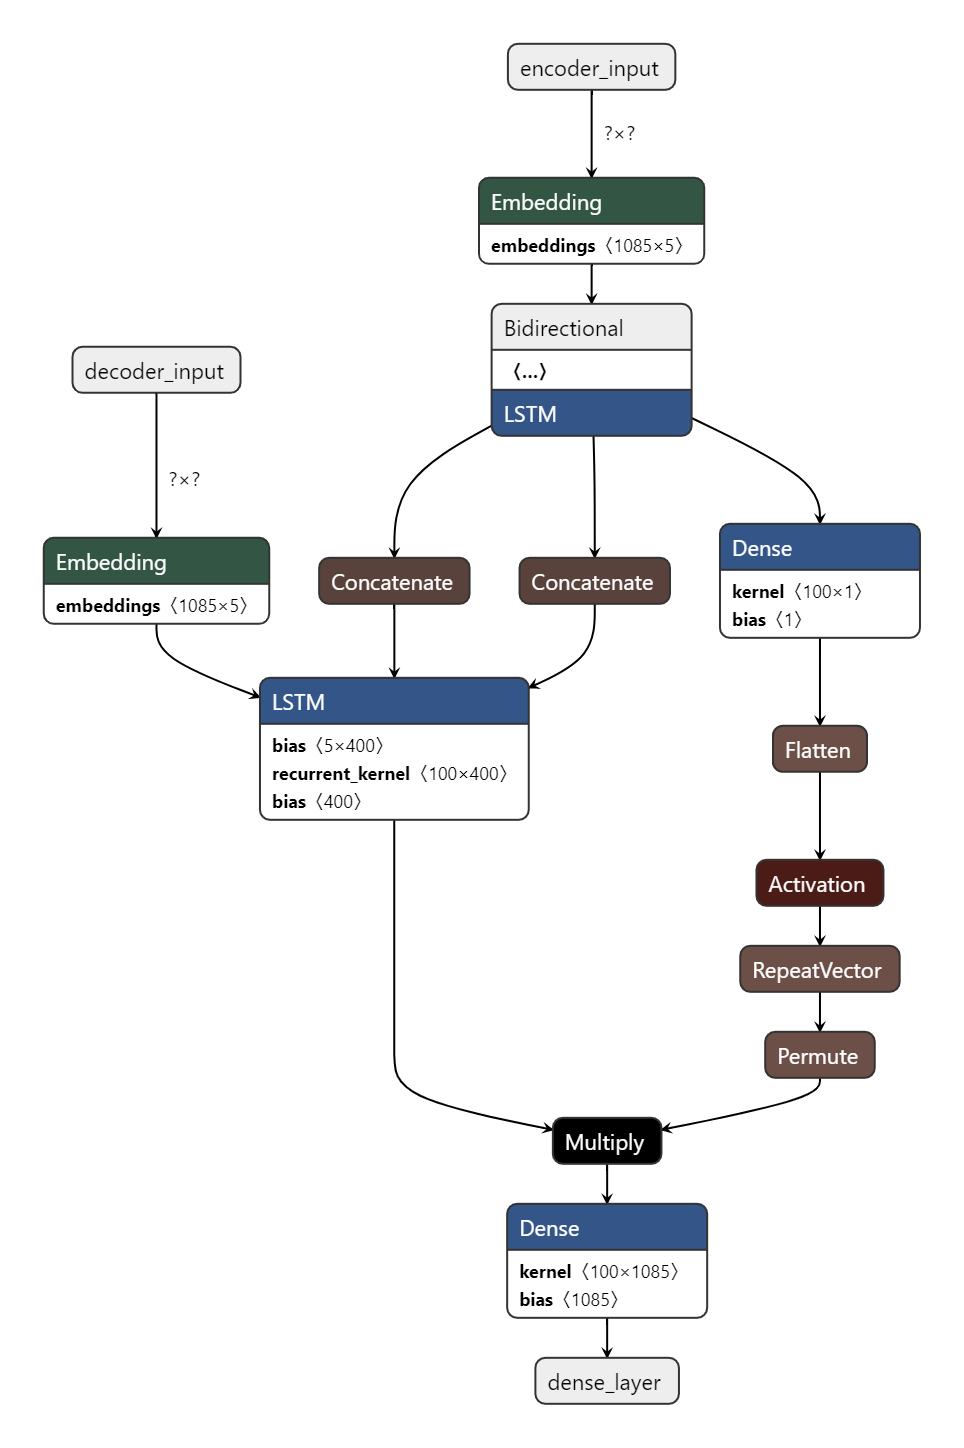 encoder_input
?×?
Embedding
embeddings 〈1085×5〉
Bidirectional
〈...〉
LSTM
decoder_input
?×?
Embedding
embeddings 〈1085×5〉
Concatenate
Concatenate
Dense
kernel 〈100×1〉
bias 〈1〉
LSTM
bias 〈5×400〉
recurrent_kernel 〈100×400〉
bias 〈400〉
Flatten
Activation
RepeatVector
Permute
Multiply
Dense
kernel 〈100×1085〉
bias 〈1085〉
dense_layer